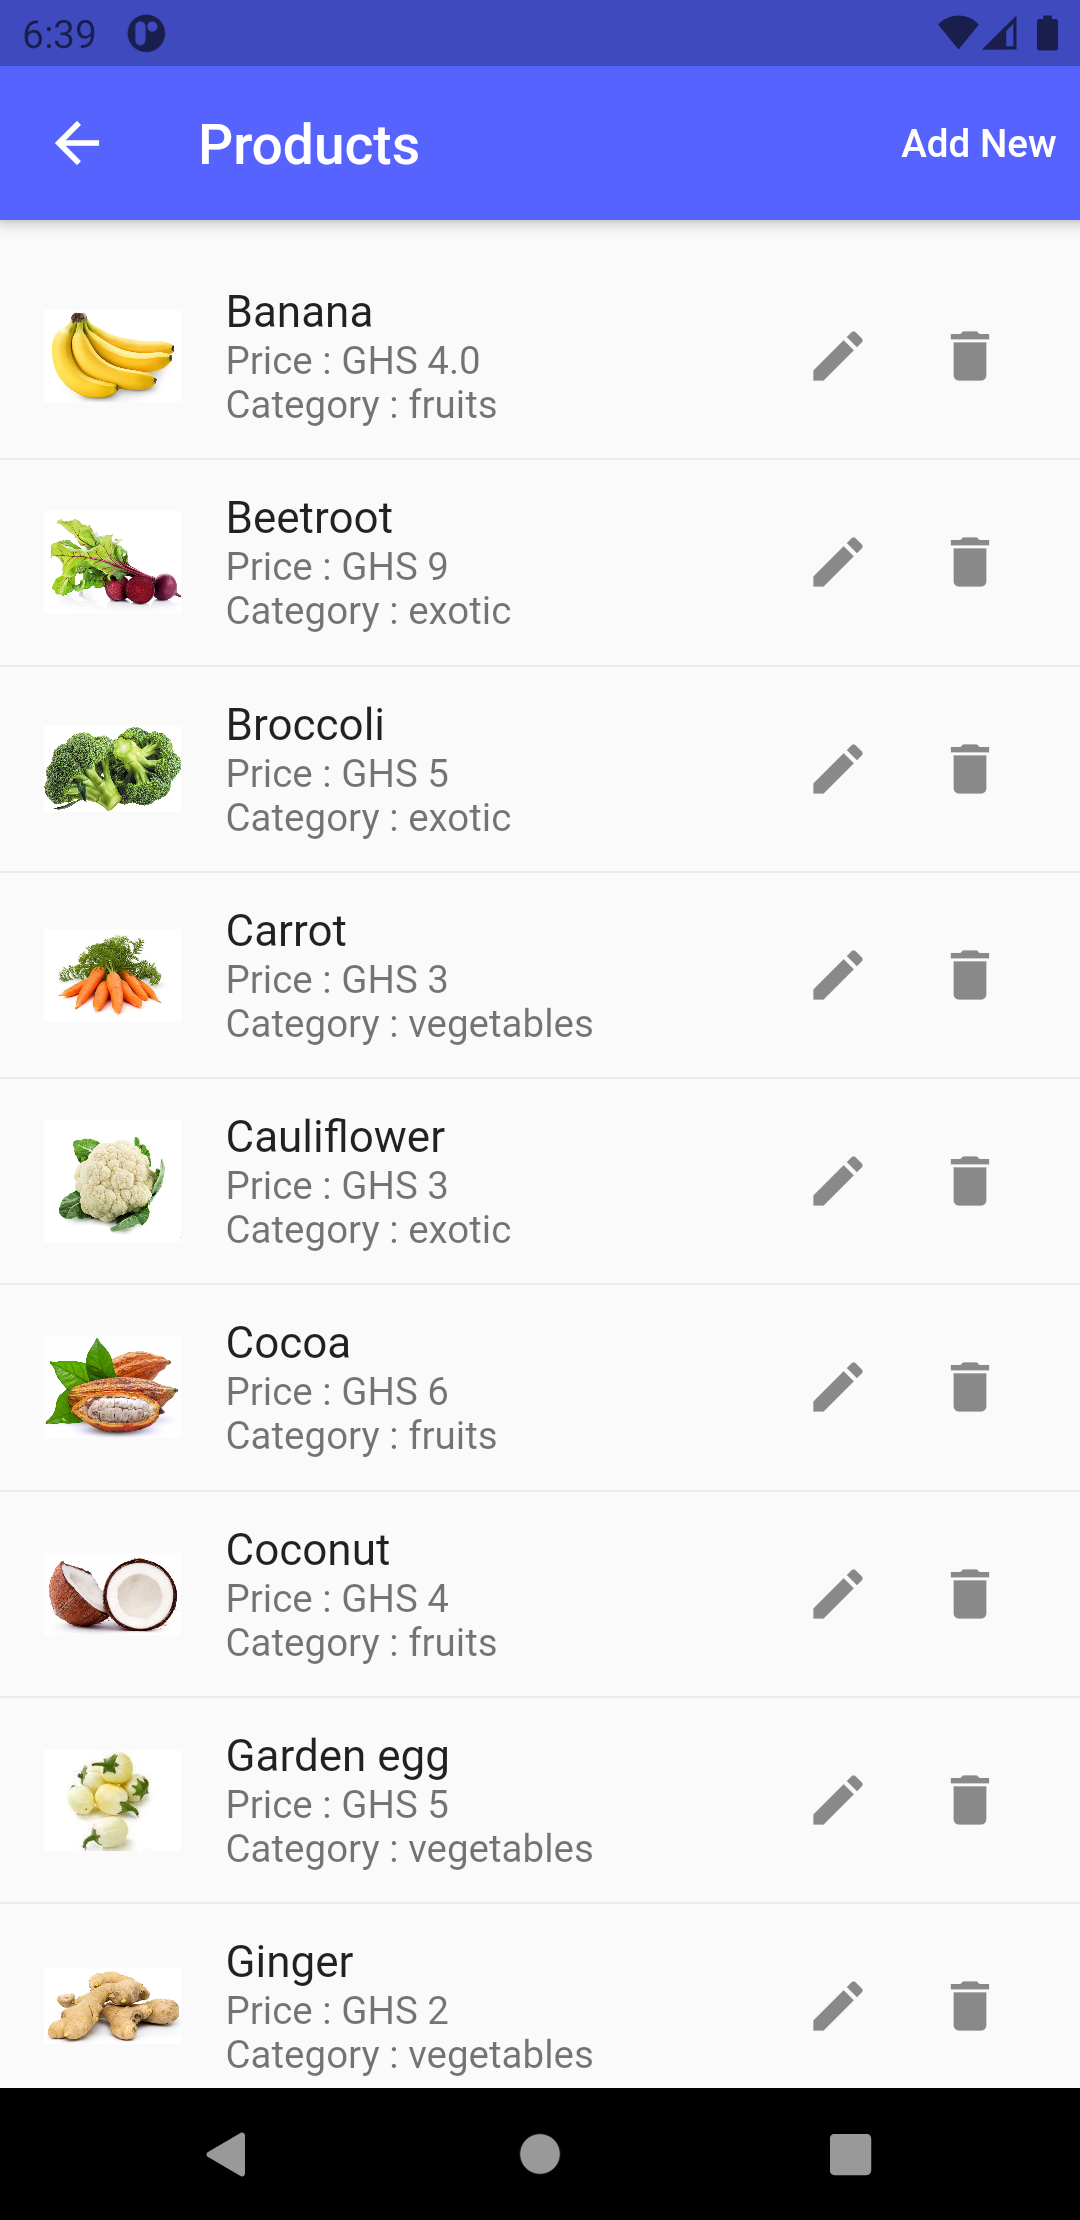 6:39
Products
Add New
Banana
Price : GHS 4.0
Category : fruits
Beetroot
Price : GHS 9
Category : exotic
Broccoli
Price : GHS 5
Category : exotic
Carrot
Price : GHS 3
Category : vegetables
Cauliflower
Price : GHS 3
Category : exotic
Cocoa
Price : GHS 6
Category : fruits
Coconut
Price : GHS 4
Category : fruits
Garden egg
Price : GHS 5
Category : vegetables
Ginger
Price : GHS 2
Category : vegetables